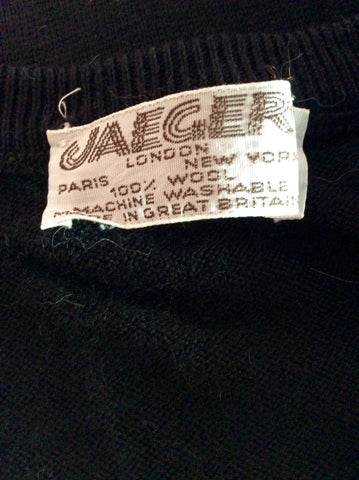 JAEGER
LONDON
PARIS NEW YORK
100% WOOL
MACHINE WASHABLE
IN GREAT BRITAIN